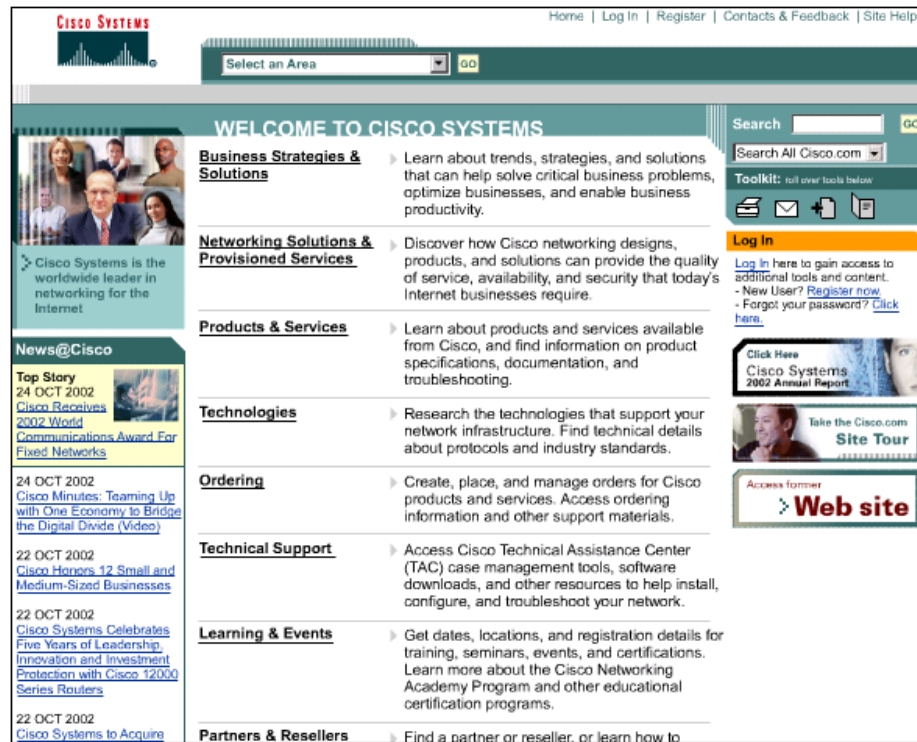 CISCO SYSTEMS
Home | Log In | Register | Contacts & Feedback | Site Help
Select an Area
GO
WELCOME TO CISCO SYSTEMS
Cisco Systems is the
worldwide leader in
networking for the
Internet
News@Cisco
Top Story
24 OCT 2002
Cisco Receives
2002 World
Communications Award For
Fixed Networks
24 OCT 2002
Cisco Minutes: Teaming Up
with One Economy to Bridge
the Digital Divide (Video)
22 OCT 2002
Cisco Honors 12 Small and
Medium-Sized Businesses
22 OCT 2002
Cisco Systems Celebrates
Five Years of Leadership,
Innovation and Investment
Protection with Cisco 12000
Series Routers
22 OCT 2002
Cisco Systems to Acquire
Business Strategies &
Solutions
Learn about trends, strategies, and solutions
that can help solve critical business problems,
optimize businesses, and enable business
productivity.
Networking Solutions &
Provisioned Services
Discover how Cisco networking designs,
products, and solutions can provide the quality
of service, availability, and security that today's
Internet businesses require.
Products & Services
Learn about products and services available
from Cisco, and find information on product
specifications, documentation, and
troubleshooting.
Technologies
Research the technologies that support your
network infrastructure. Find technical details
about protocols and industry standards.
Ordering
Create, place, and manage orders for Cisco
products and services. Access ordering
information and other support materials.
Technical Support
Access Cisco Technical Assistance Center
(TAC) case management tools, software
downloads, and other resources to help install,
configure, and troubleshoot your network.
Learning & Events
Get dates, locations, and registration details for
training, seminars, events, and certifications.
Learn more about the Cisco Networking
Academy Program and other educational
certification programs.
Partners & Resellers
Find a partner or reseller, or learn how to
Search
GO
Search All Cisco.com
Toolkit: roll over tools below
Log In
Log In here to gain access to
additional tools and content.
- New User? Register now.
- Forgot your password? Click
here.
Click Here
Cisco Systems
2002 Annual Report
Take the Cisco.com
Site Tour
Access former
Web site